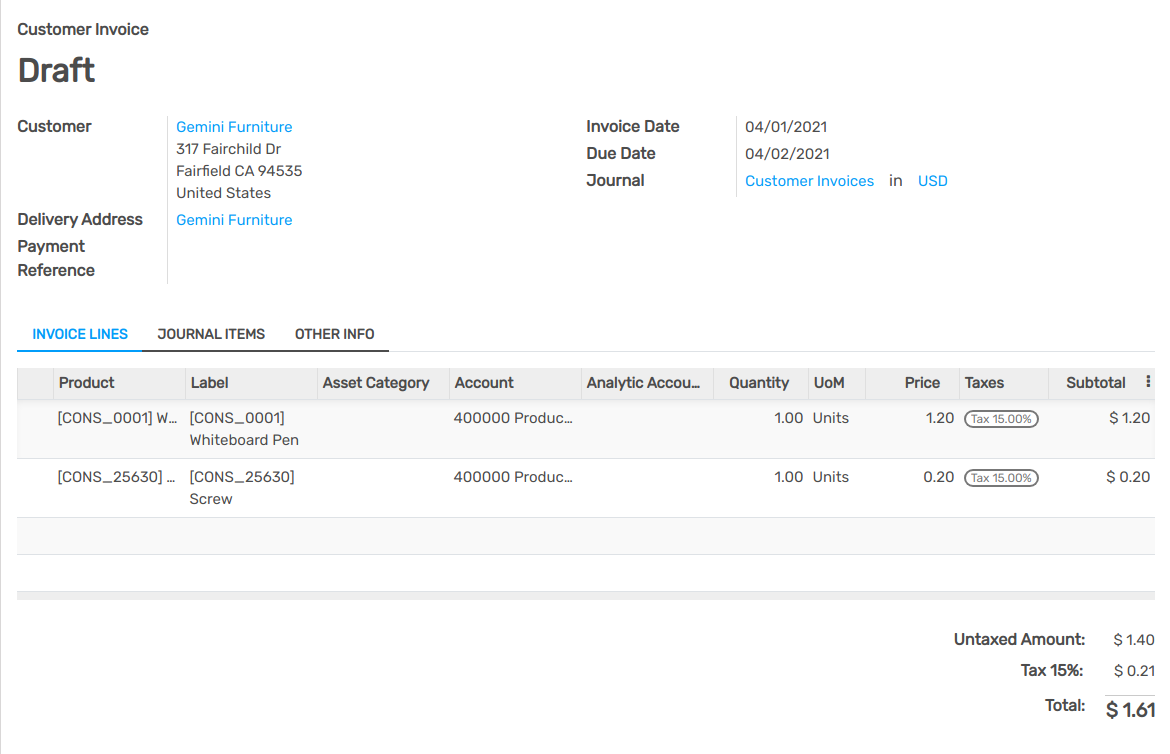 Customer Invoice
Draft
Customer
Gemini Furniture
317 Fairchild Dr
Fairfield CA 94535
United States
Delivery Address
Gemini Furniture
Payment
Reference
Invoice Date 04/01/2021
Due Date 04/02/2021
Journal Customer Invoices in USD
INVOICE LINES JOURNAL ITEMS OTHER INFO
Product Label Asset Category Account Analytic Accou... Quantity UoM Price Taxes Subtotal
[CONS_0001] W... [CONS_0001] 400000 Produc... 1.00 Units 1.20 Tax 15.00% $ 1.20
Whiteboard Pen
[CONS_25630] ... [CONS_25630] 400000 Produc... 1.00 Units 0.20 Tax 15.00% $ 0.20
Screw
Untaxed Amount: $ 1.40
Tax 15%: $ 0.21
Total: $ 1.61